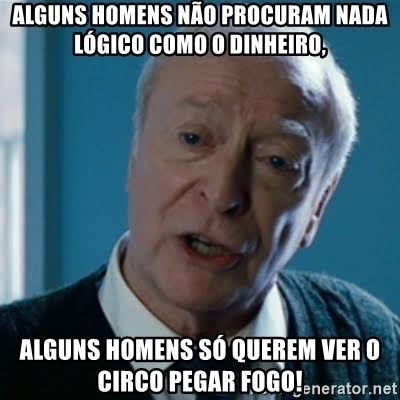 ALGUNS HOMENS NÃO PROCURAM NADA
LÓGICO COMO O DINHEIRO,
ALGUNS HOMENS SÓ QUEREM VER O
CIRCO PEGAR FOGO!
generator.net